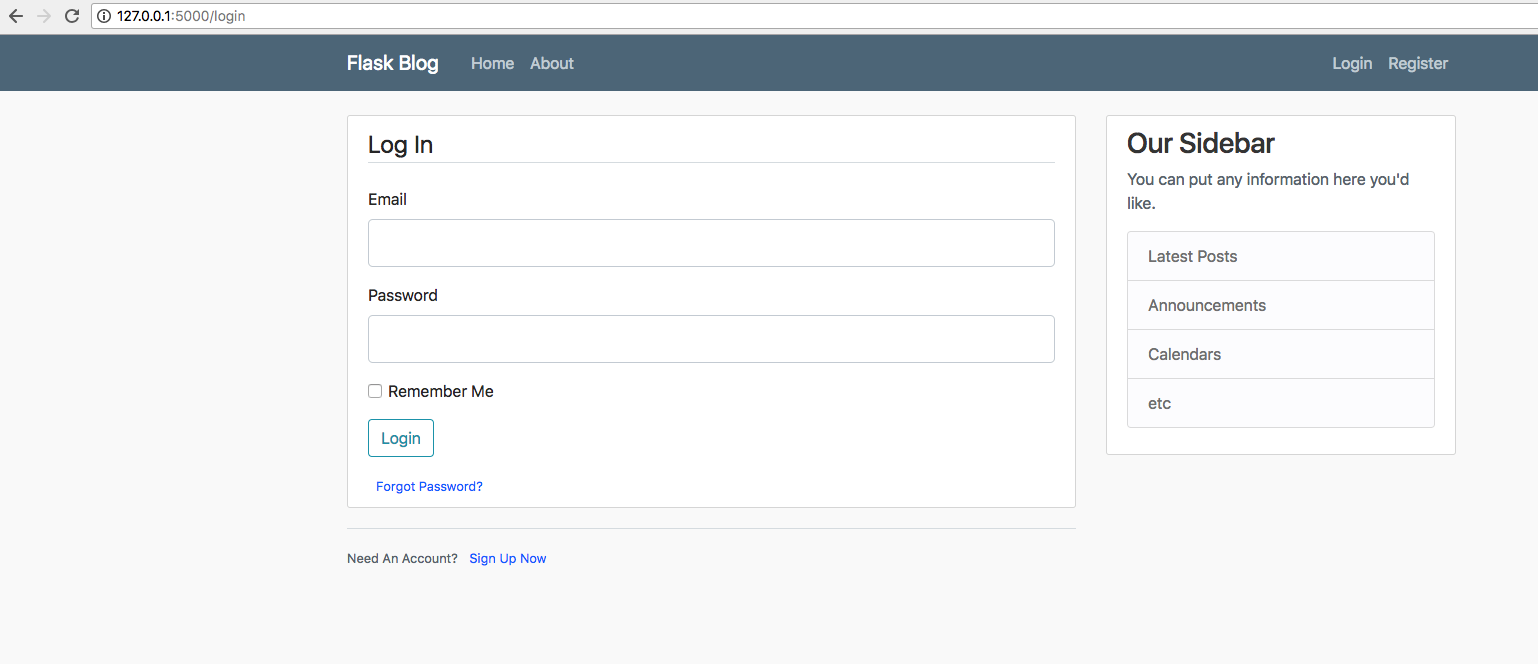 127.0.0.1:5000/login
Flask Blog Home About Login Register
Log In
Email
Password
Remember Me
Login
Forgot Password?
Need An Account? Sign Up Now
Our Sidebar
You can put any information here you'd
like.
Latest Posts
Announcements
Calendars
etc